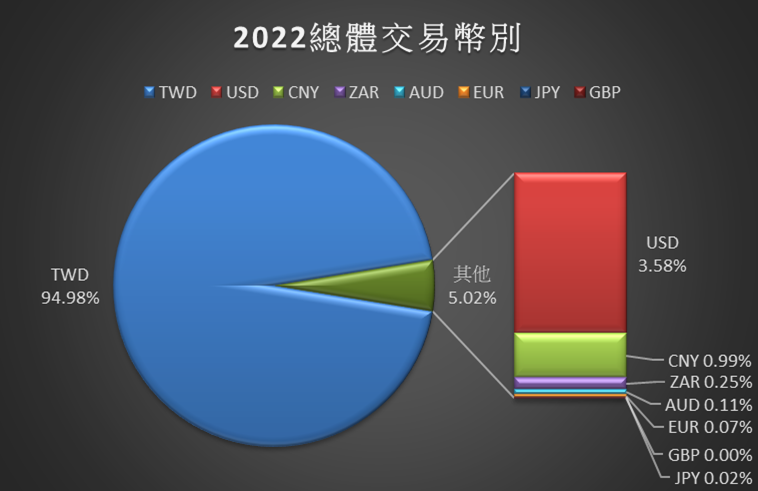 2022總體交易幣別
TWD USD CNY ZAR AUD EUR JPY GBP
TWD
94.98%
其他
5.02%
USD
3.58%
CNY 0.99%
ZAR 0.25%
AUD 0.11%
EUR 0.07%
GBP 0.00%
JPY 0.02%